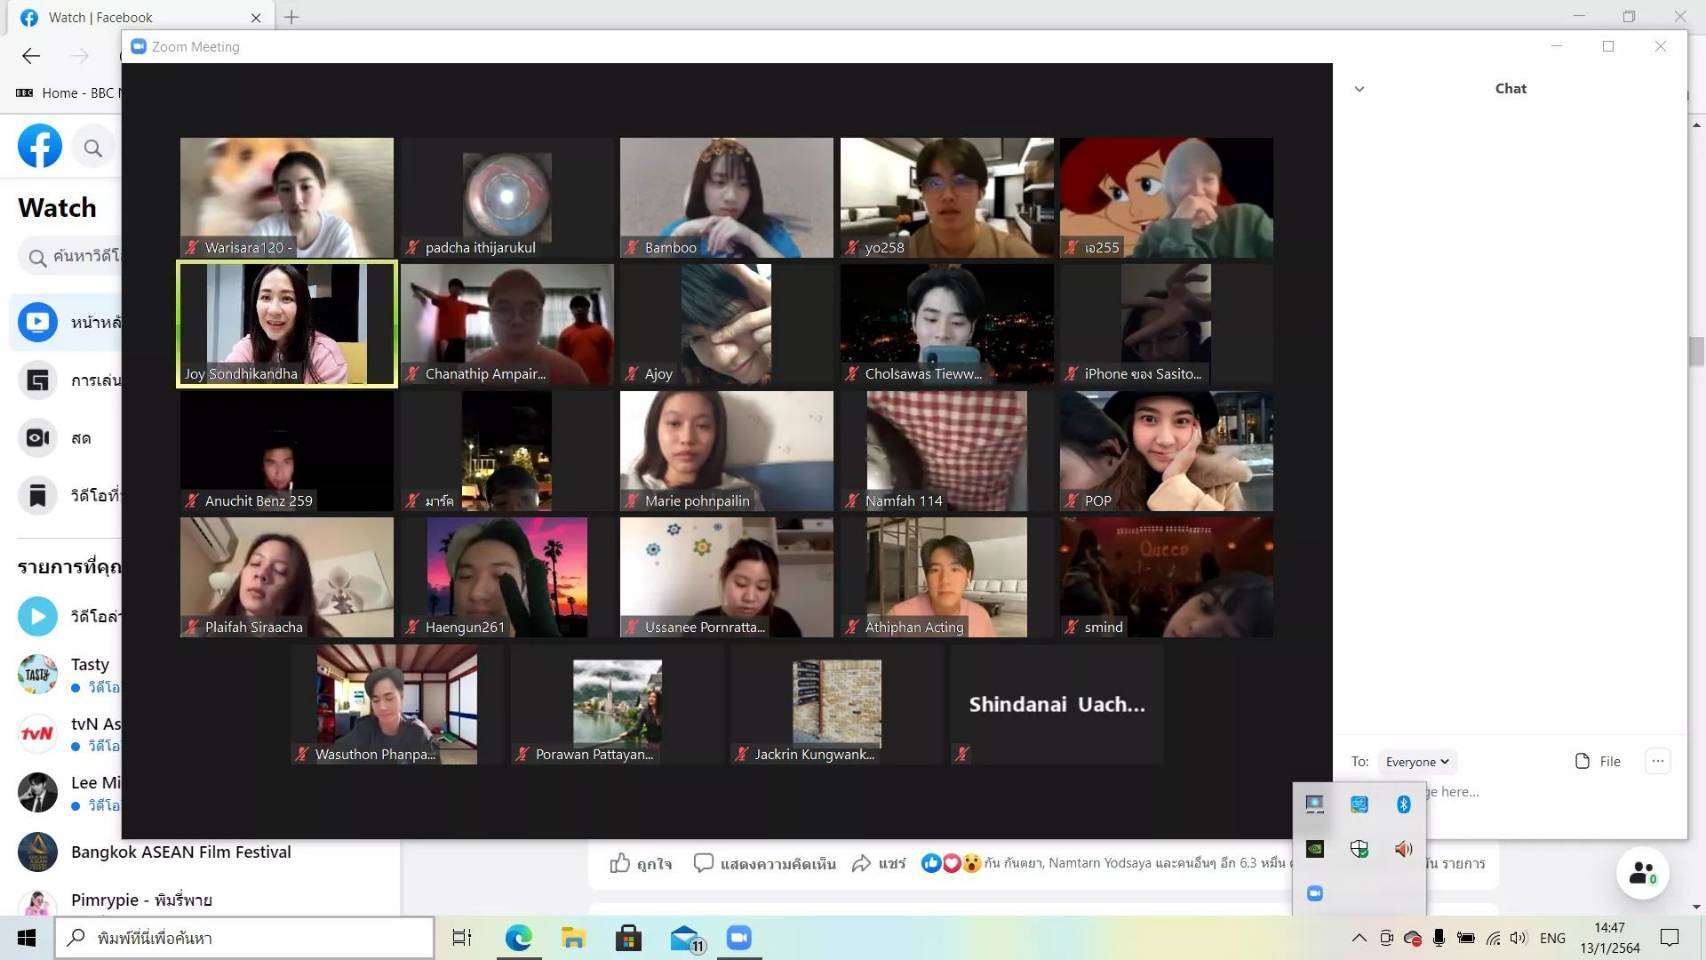 Watch | Facebook
Zoom Meeting
Home - BBC
Chat
Watch
ค้นหาวิดีโ
หน้าหลั
การเล่น
สด
วิดีโอที่
รายการที่คุณ
วิดีโอล่
Tasty
TASTY
วิดีโอ
tvN As
tvN
วิดีโอ
Lee Mi
วิดีโอ
Bangkok ASEAN Film Festival
Pimrypie - พิมรี่พาย
Warisara120 -
padcha ithijarukul
Bamboo
yo258
เอ255
Joy Sondhikandha
Chanathip Ampair...
Ajoy
Cholsawas Tieww...
iPhone ของ Sasito...
Anuchit Benz 259
มาร์ค
Marie pohnpailin
Namfah 114
POP
Plaifah Siraacha
Haengun261
Ussanee Pornratta...
Athiphan Acting
Queen
smind
Wasuthon Phanpa...
Porawan Pattayan...
Jackrin Kungwank...
Shindanai Uach...
To: Everyone File
ge here...
ถูกใจ แสดงความคิดเห็น แชร์ กัน กันตยา, Namtarn Yodsaya และคนอื่นๆ อีก 6.3 หมื่น รายการ
0
พิมพ์ที่นี่เพื่อค้นหา
11
ENG
14:47
13/1/2564